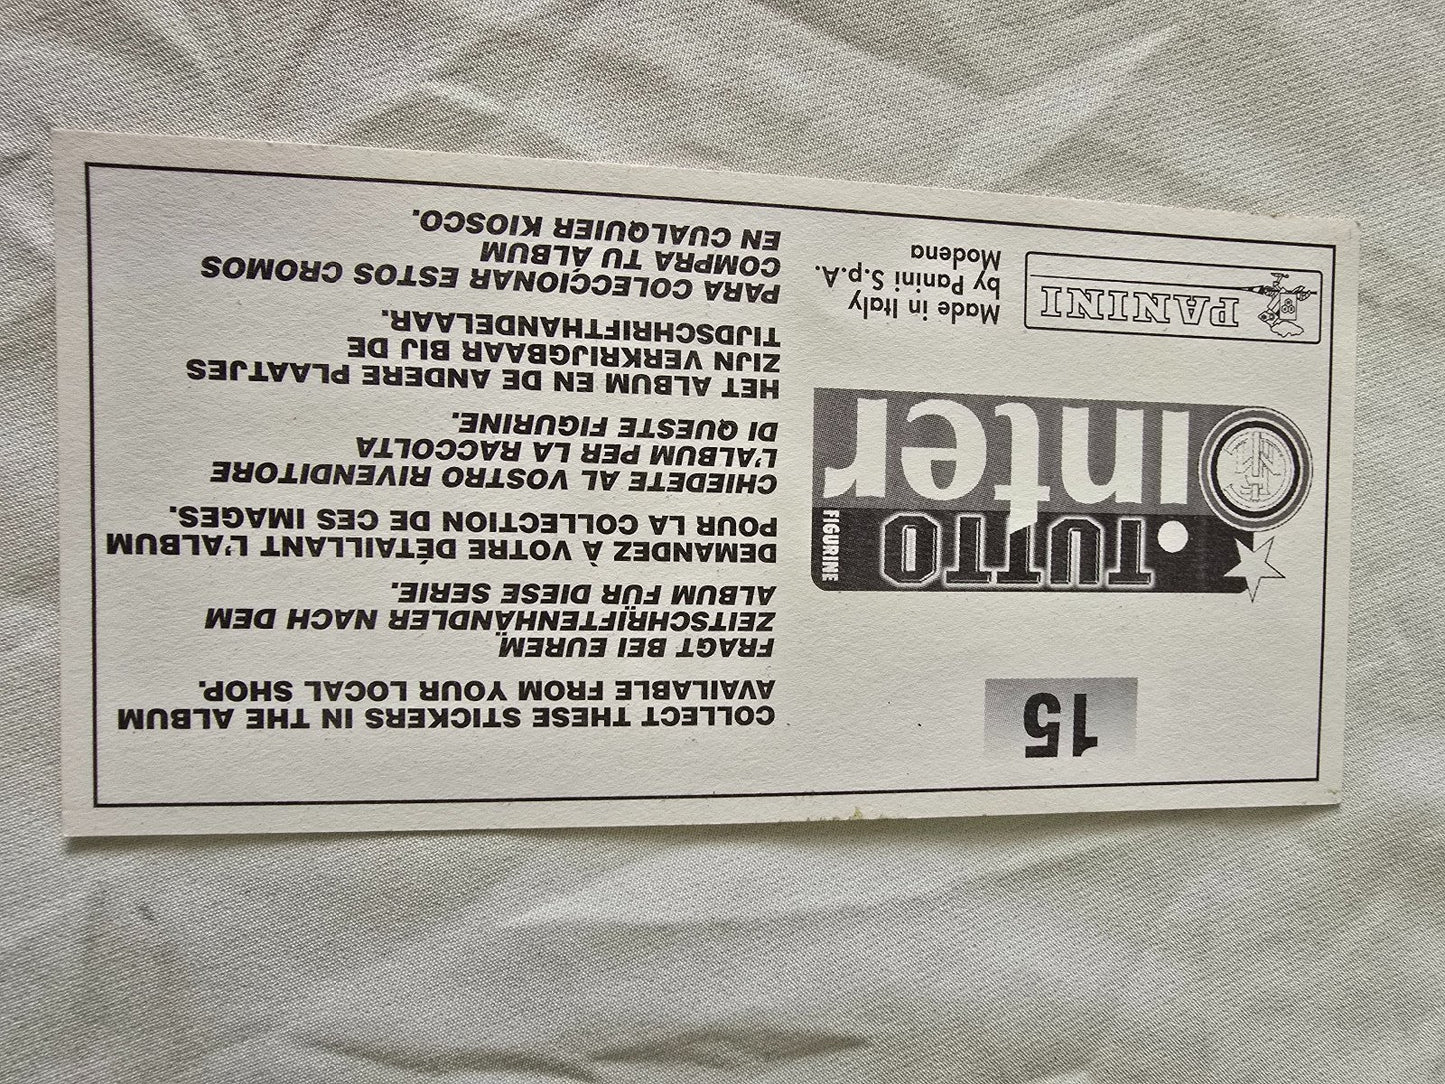 15
TUTTO
FIGURINE
inter
PANINI
Made in Italy
by Panini S.p.A.
Modena
COLLECT THESE STICKERS IN THE ALBUM
AVAILABLE FROM YOUR LOCAL SHOP.
FRAGT BEI EUREM
ZEITSCHRIFTENHÄNDLER NACH DEM
ALBUM FÜR DIESE SERIE.
DEMANDEZ À VOTRE DÉTAILLANT L'ALBUM
POUR LA COLLECTION DE CES IMAGES.
CHIEDETE AL VOSTRO RIVENDITORE
L'ALBUM PER LA RACCOLTA
DI QUESTE FIGURINE.
HET ALBUM EN DE ANDERE PLAATJES
ZIJN VERKRIJGBAAR BIJ DE
TIJDSCHRIFTHANDELAAR.
PARA COLECCIONAR ESTOS CROMOS
COMPRA TU ALBUM
EN CUALQUIER KIOSCO.